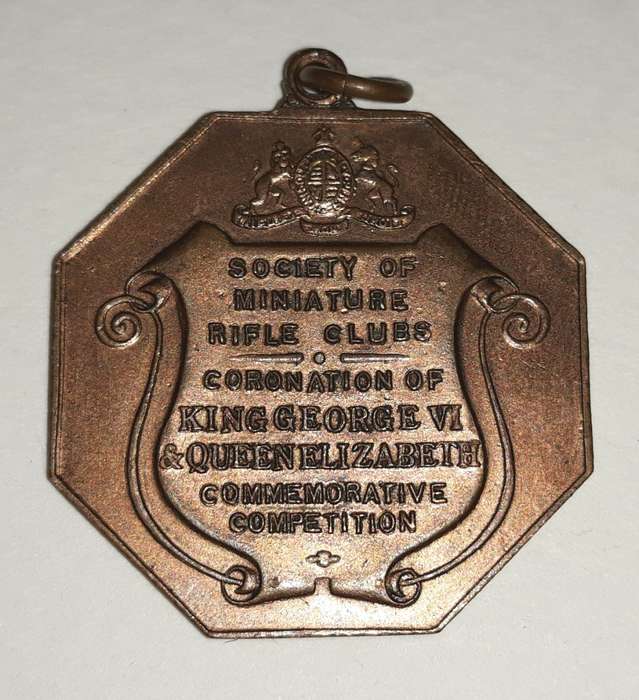 SOCIETY OF
MINIATURE
RIFLE CLUBS
CORONATION OF
KING GEORGE VI
& QUEEN ELIZABETH
COMMEMORATIVE
COMPETITION